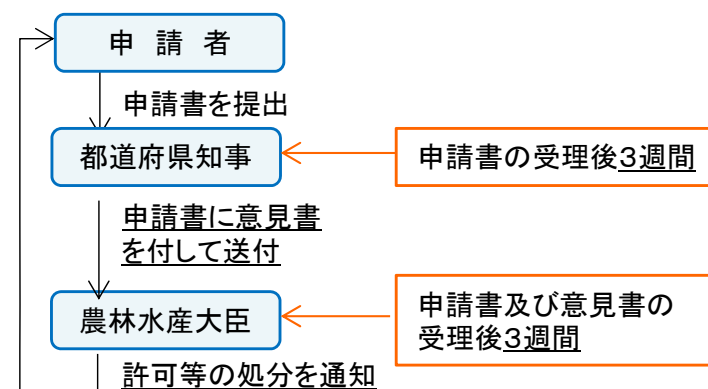 申 請 者
申請書を提出
都道府県知事
申請書の受理後３週間
申請書に意見書
を付して送付
農林水産大臣
申請書及び意見書の
受理後３週間
許可等の処分を通知